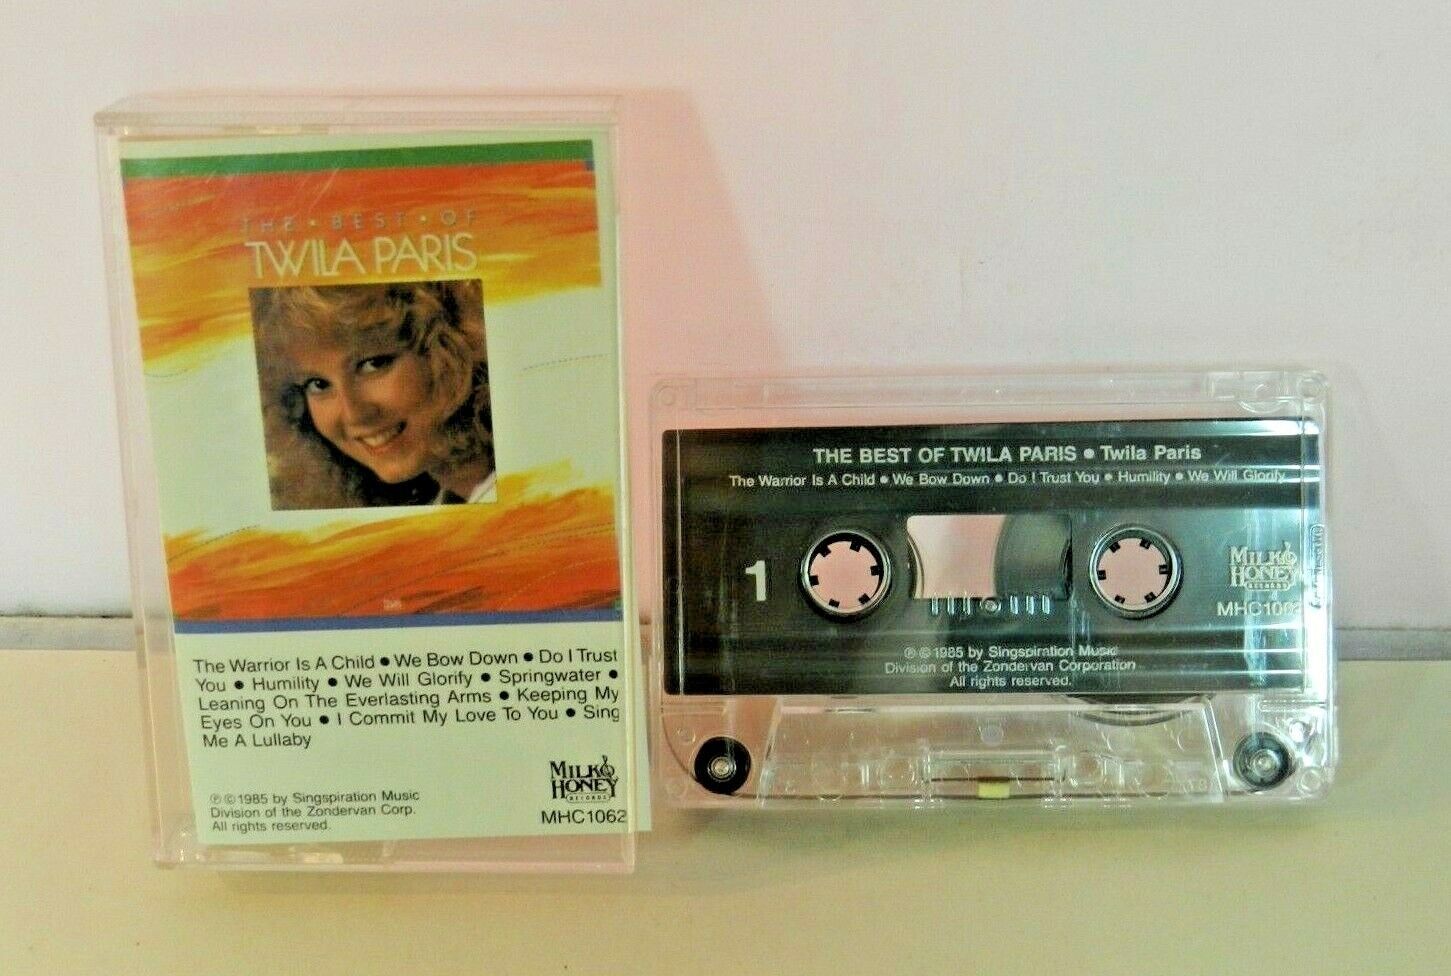 THE • BEST • OF
TWILA PARIS
The Warrior Is A Child • We Bow Down • Do I Trust
You • Humility • We Will Glorify • Springwater •
Leaning On The Everlasting Arms • Keeping My
Eyes On You • I Commit My Love To You • Sing
Me A Lullaby
℗ © 1985 by Singspiration Music
Division of the Zondervan Corp.
All rights reserved.
MILK &
HONEY
RECORDS
MHC1062
THE BEST OF TWILA PARIS • Twila Paris
The Warrior Is A Child • We Bow Down • Do I Trust You • Humility • We Will Glorify
1
MILK &
HONEY
RECORDS
MHC1062
℗ © 1985 by Singspiration Music
Division of the Zondervan Corporation
All rights reserved.